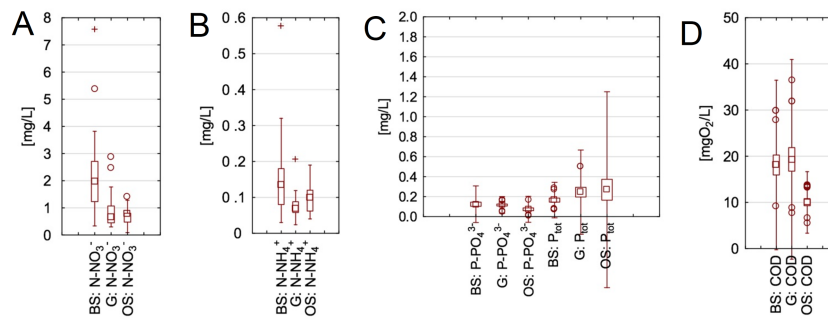 A
[mg/L]
8
7
6
5
4
3
2
1
0
BS: N-NO₃⁻
G: N-NO₃⁻
OS: N-NO₃⁻
B
[mg/L]
0.6
0.5
0.4
0.3
0.2
0.1
0
BS: N-NH₄⁺
G: N-NH₄⁺
OS: N-NH₄⁺
C
[mg/L]
2.0
1.8
1.6
1.4
1.2
1.0
0.8
0.6
0.4
0.2
0.0
BS: P-PO₄³⁻
G: P-PO₄³⁻
OS: P-PO₄³⁻
BS: Pₜₒₜ
G: Pₜₒₜ
OS: Pₜₒₜ
D
[mgO₂/L]
50
40
30
20
10
0
BS: COD
G: COD
OS: COD